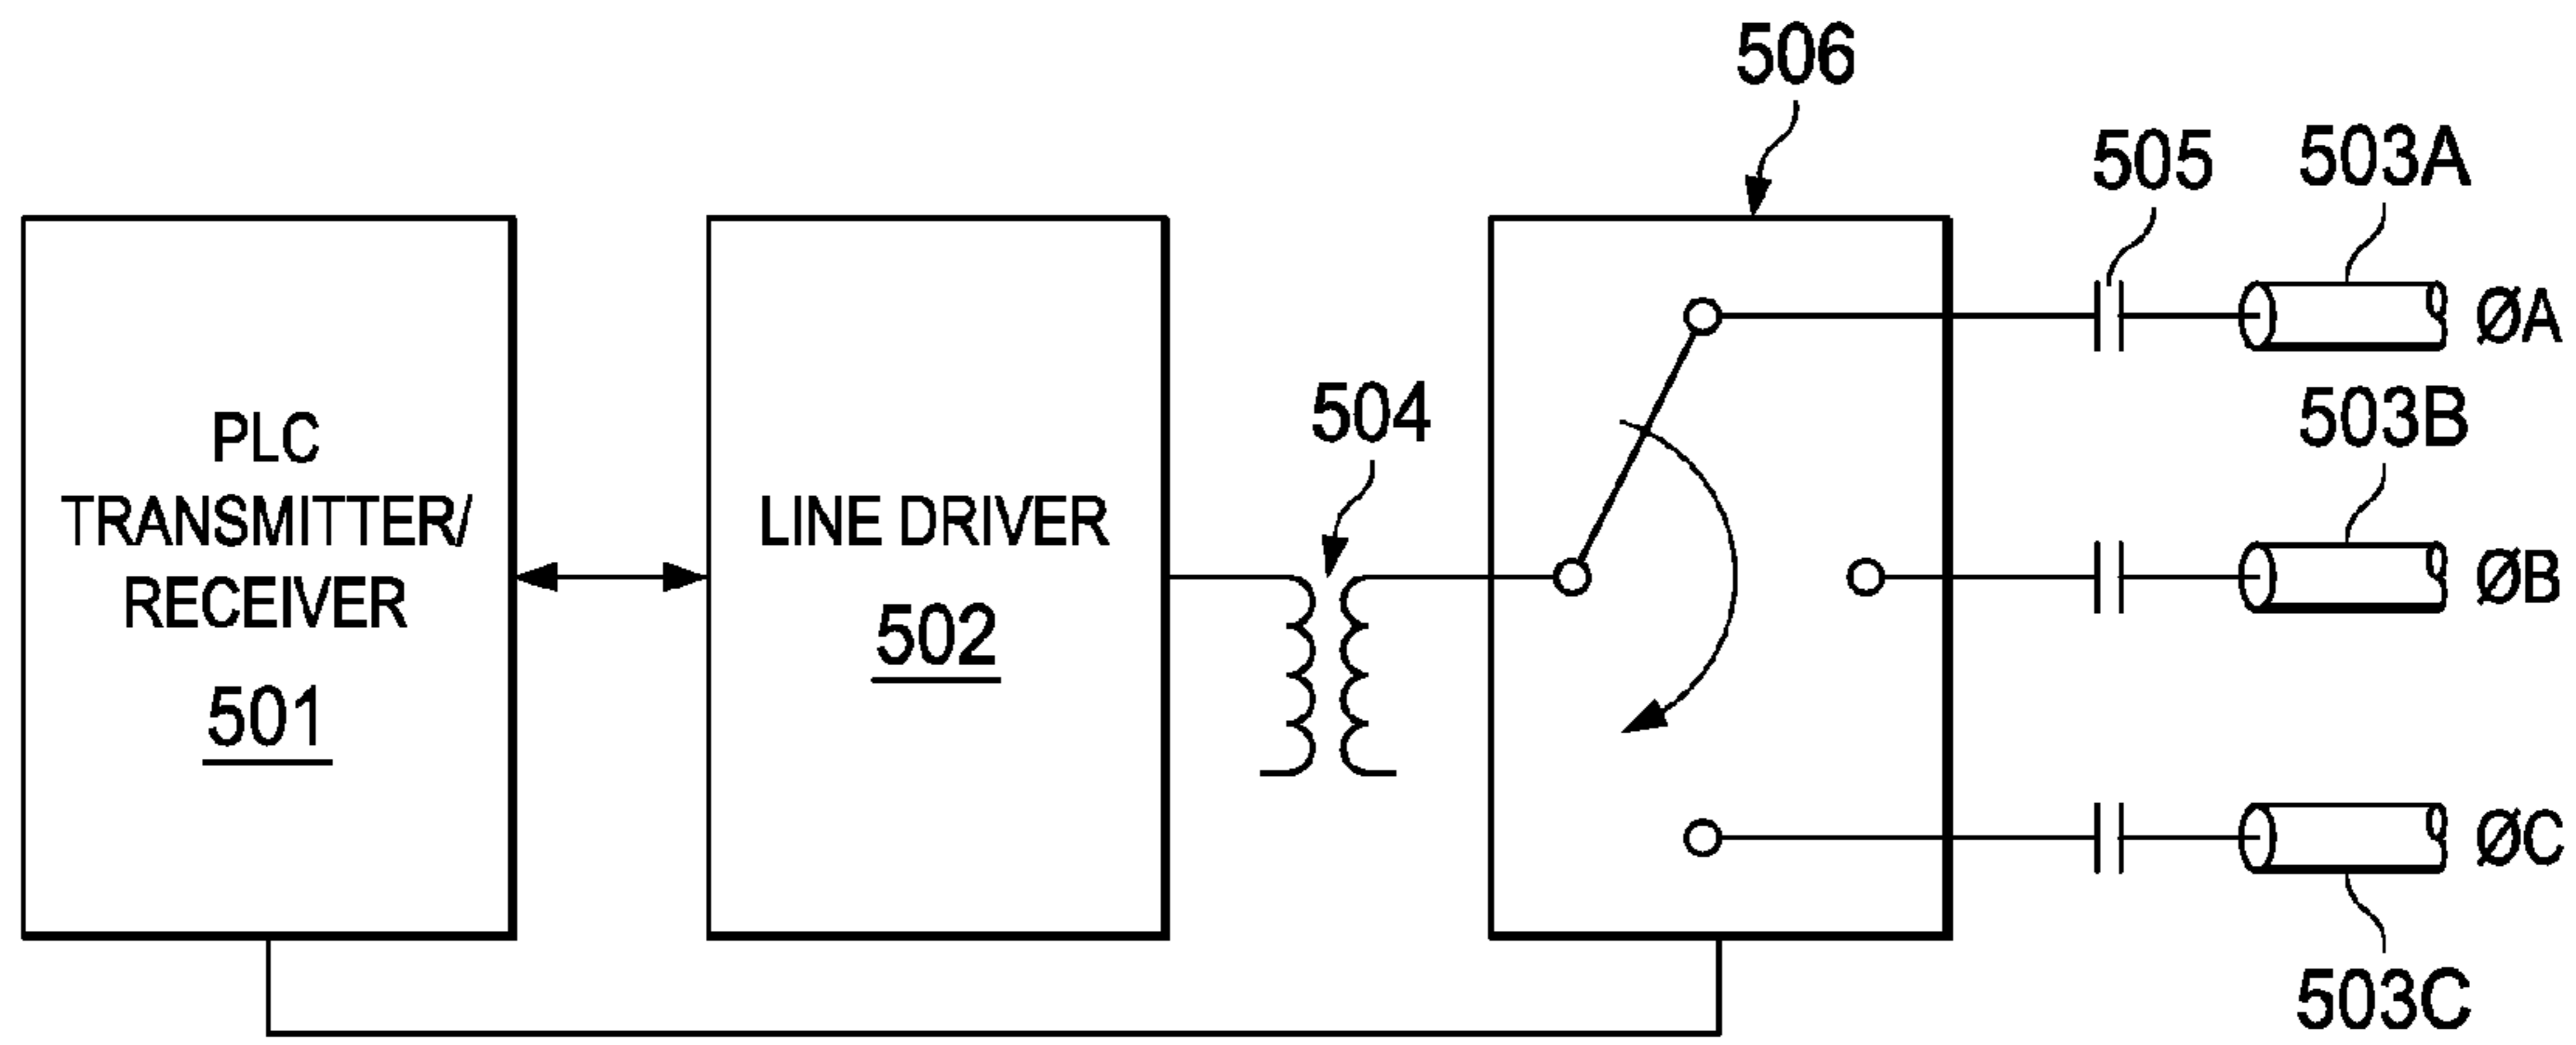 506
505
503A
ØA
503B
ØB
504
PLC
TRANSMITTER/
RECEIVER
501
LINE DRIVER
502
ØC
503C